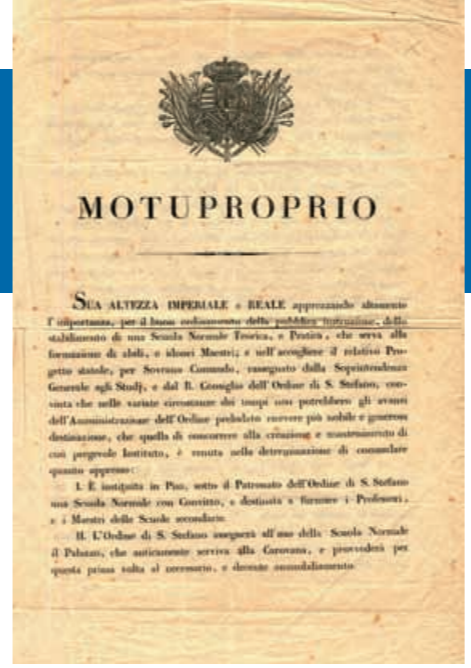 MOTUPROPRIO
SUA ALTEZZA IMPERIALE e REALE apprezzando altamente
l'importanza, per il buon ordinamento della pubblica instruzione, dello
stabilimento di una Scuola Normale Teorica, e Pratica, che serva alla
formazione di abili, e idonei Maestri; e nell'accogliere il relativo Pro-
getto statole, per Sovrano Comando, rassegnato dalla Soprintendenza
Generale agli Studj, e dal R. Consiglio dell'Ordine di S. Stefano, con-
vinta che nelle variate circostanze dei tempi non potrebbero gli avanzi
dell'Amministrazione dell'Ordine prelodato ricevere più nobile e generosa
destinazione, che quella di concorrere alla creazione e mantenimento di
così pregevole Instituto, è venuta nella determinazione di comandare
quanto appresso:
I. È instituita in Pisa, sotto il Patronato dell'Ordine di S. Stefano
una Scuola Normale con Convitto, e destinata a formare i Professori,
e i Maestri delle Scuole secondarie.
II. L'Ordine di S. Stefano assegnerà all'uso della Scuola Normale
il Palazzo, che anticamente serviva alla Carovana, e provvederà per
questa prima volta al necessario, e decente ammobiliamento.